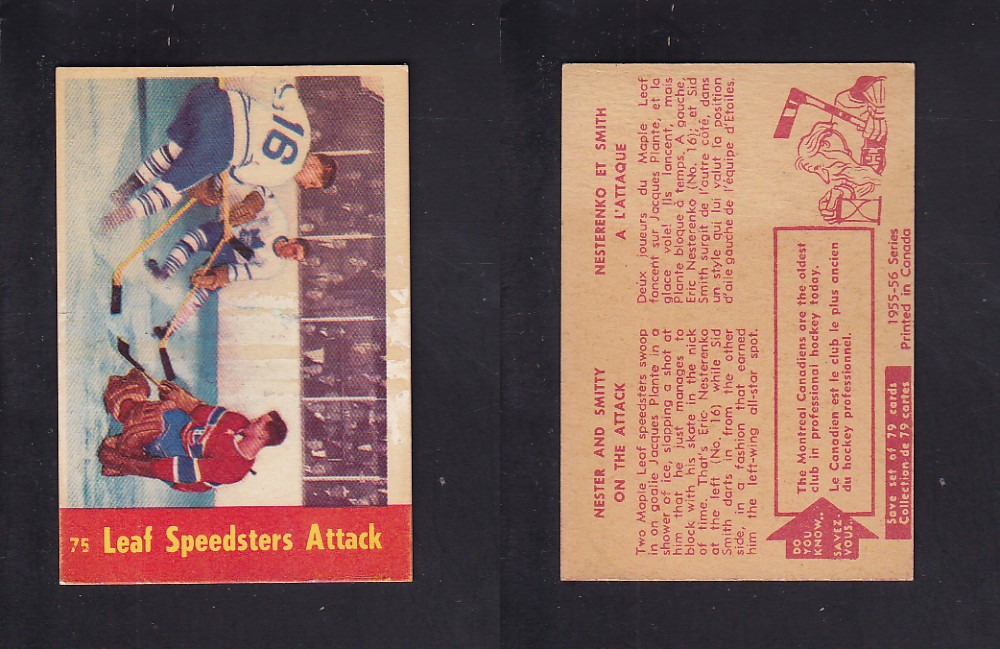 16
75 Leaf Speedsters Attack
NESTER AND SMITTY
ON THE ATTACK
Two Maple Leaf speedsters swoop
in on goalie Jacques Plante in a
shower of ice, slapping a shot at
him that he just manages to
block with his skate in the nick
of time. That's Eric Nesterenko
at the left (No. 16) while Sid
Smith darts in from the other
side, in a fashion that earned
him the left-wing all-star spot.
NESTERENKO ET SMITH
A L'ATTAQUE
Deux joueurs du Maple Leaf
foncent sur Jacques Plante, et la
glace vole! Ils lancent, mais
Plante bloque à temps. A gauche,
Eric Nesterenko (No. 16); et Sid
Smith surgit de l'autre côté, dans
un style qui lui valut la position
d'aile gauche de l'équipe d'Etoiles.
DO
YOU
KNOW..
SAVEZ-
VOUS...
The Montreal Canadiens are the oldest
club in professional hockey today.
Le Canadien est le club le plus ancien
du hockey professionnel.
Save set of 79 cards
Collection de 79 cartes
1955-56 Series
Printed in Canada